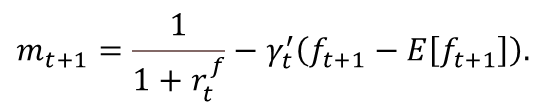 $m_{t+1} = \frac{1}{1 + r_t^f} - \gamma_t'(f_{t+1} - E[f_{t+1}]).$